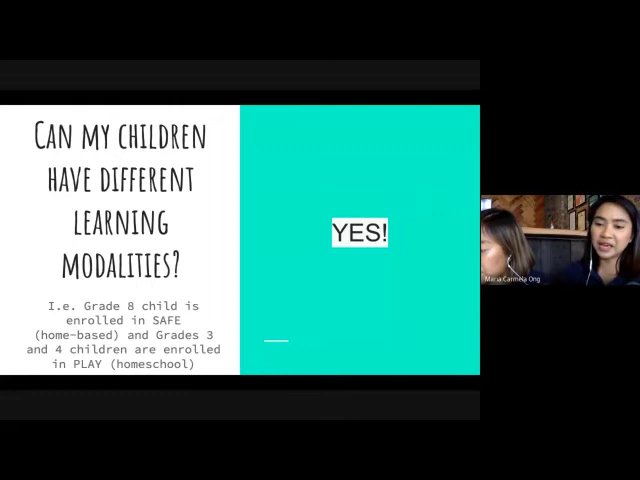 CAN MY CHILDREN
HAVE DIFFERENT
LEARNING
MODALITIES?
I.e. Grade 8 child is
enrolled in SAFE
(home-based) and Grades 3
and 4 children are enrolled
in PLAY (homeschool)
YES!
Maria Carmela Ong